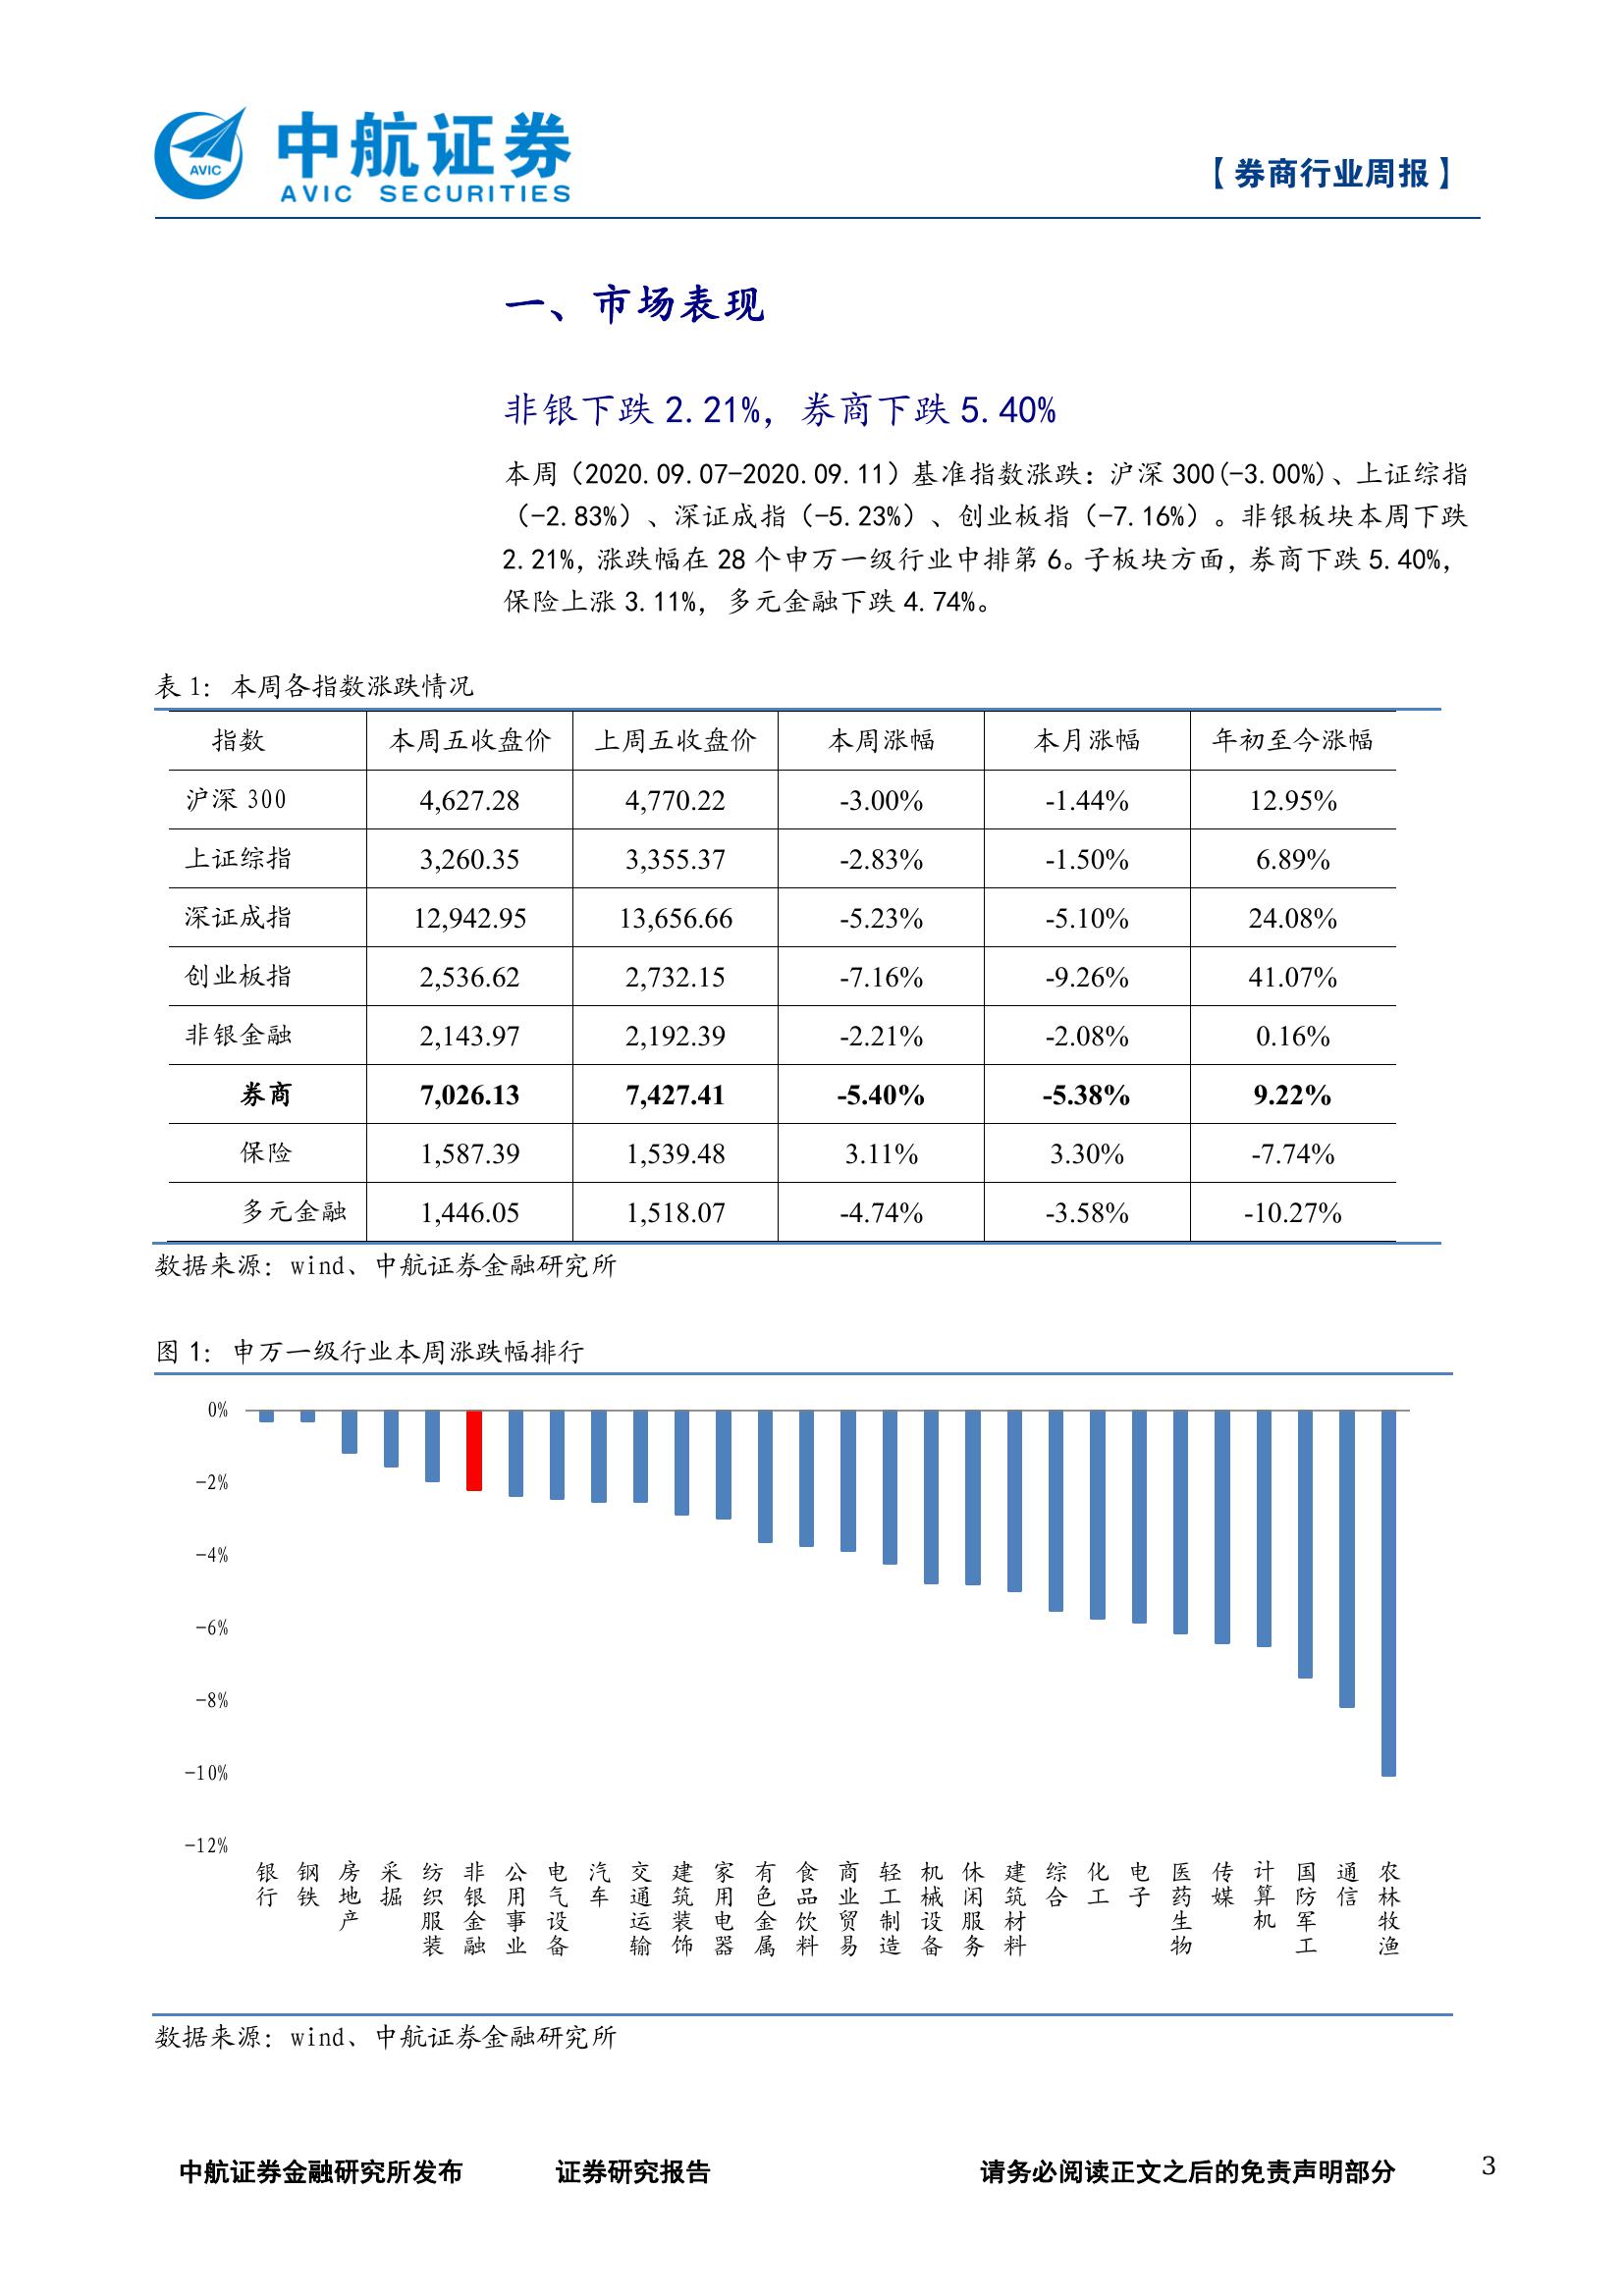 AVIC
中航证券
AVIC SECURITIES
【券商行业周报】
一、市场表现
非银下跌 2.21%，券商下跌 5.40%
本周（2020.09.07-2020.09.11）基准指数涨跌：沪深 300(-3.00%)、上证综指
（-2.83%）、深证成指（-5.23%）、创业板指（-7.16%）。非银板块本周下跌
2.21%，涨跌幅在 28 个申万一级行业中排第 6。子板块方面，券商下跌 5.40%，
保险上涨 3.11%，多元金融下跌 4.74%。
表 1：本周各指数涨跌情况
指数 本周五收盘价 上周五收盘价 本周涨幅 本月涨幅 年初至今涨幅
沪深 300 4,627.28 4,770.22 -3.00% -1.44% 12.95%
上证综指 3,260.35 3,355.37 -2.83% -1.50% 6.89%
深证成指 12,942.95 13,656.66 -5.23% -5.10% 24.08%
创业板指 2,536.62 2,732.15 -7.16% -9.26% 41.07%
非银金融 2,143.97 2,192.39 -2.21% -2.08% 0.16%
券商 7,026.13 7,427.41 -5.40% -5.38% 9.22%
保险 1,587.39 1,539.48 3.11% 3.30% -7.74%
多元金融 1,446.05 1,518.07 -4.74% -3.58% -10.27%
数据来源：wind、中航证券金融研究所
图 1：申万一级行业本周涨跌幅排行
0%
-2%
-4%
-6%
-8%
-10%
-12%
银行 钢铁 房地产 采掘 纺织服装 非银金融 公用事业 电气设备 汽车 交通运输 建筑装饰 家用电器 有色金属 食品饮料 商业贸易 轻工制造 机械设备 休闲服务 建筑材料 综合 化工 电子 医药生物 传媒 计算机 国防军工 通信 农林牧渔
数据来源：wind、中航证券金融研究所
中航证券金融研究所发布 证券研究报告 请务必阅读正文之后的免责声明部分 3